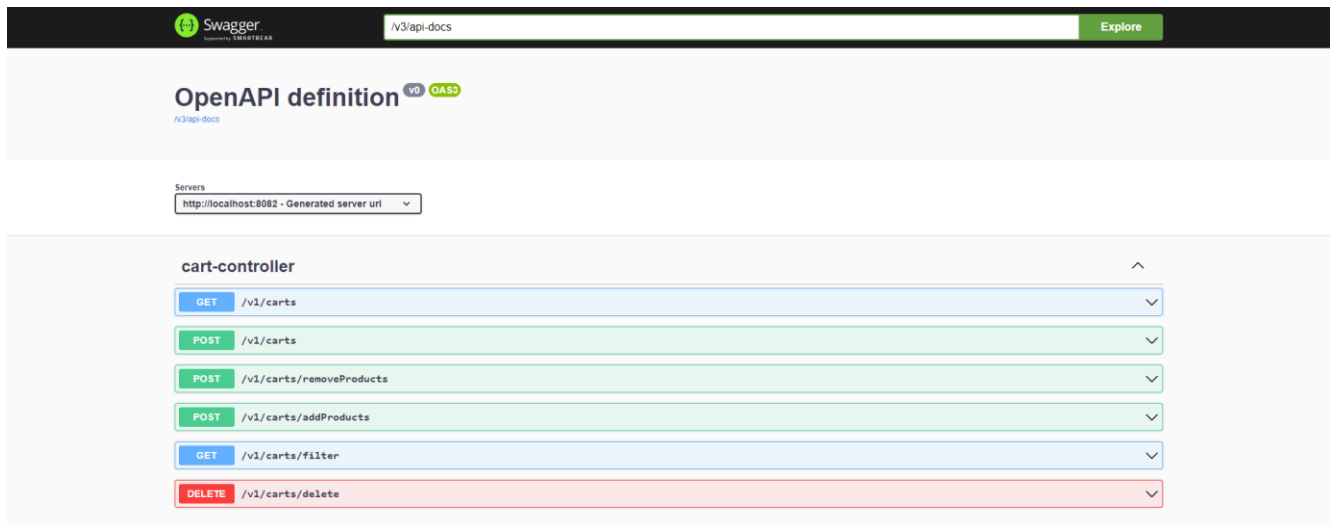 Swagger.
Supported by SMARTBEAR
/v3/api-docs
Explore
OpenAPI definition v0 OAS3
/v3/api-docs
Servers
http://localhost:8082 - Generated server url
cart-controller
GET /v1/carts
POST /v1/carts
POST /v1/carts/removeProducts
POST /v1/carts/addProducts
GET /v1/carts/filter
DELETE /v1/carts/delete